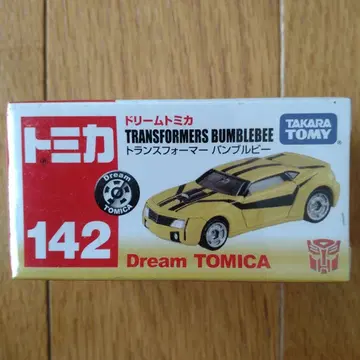 トミカ
Dream
TOMICA
142
ドリームトミカ
TRANSFORMERS BUMBLEBEE
トランスフォーマー バンブルビー
TAKARA
TOMY
Dream TOMICA